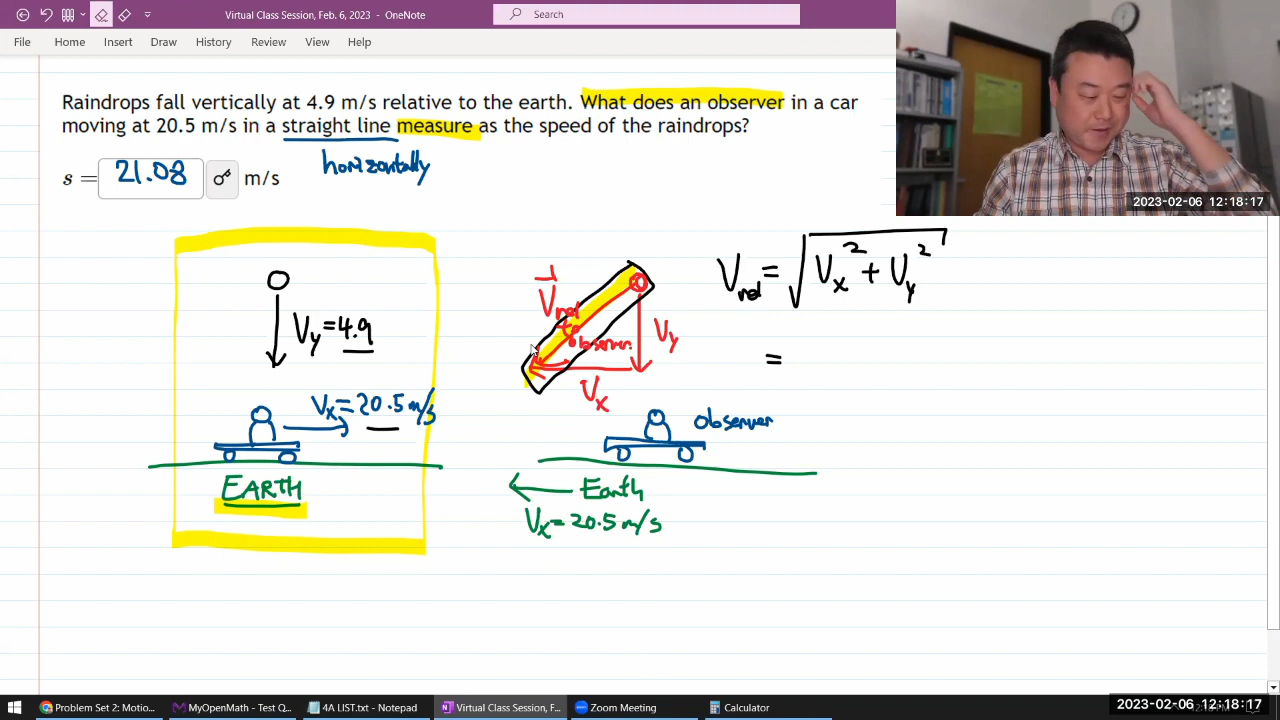 Virtual Class Session, Feb. 6, 2023 - OneNote
Search
File Home Insert Draw History Review View Help
Raindrops fall vertically at 4.9 m/s relative to the earth. What does an observer in a car
moving at 20.5 m/s in a straight line measure as the speed of the raindrops?
horizontally
s = 21.08 m/s
2023-02-06 12:18:17
Vy = 4.9
Vx = 20.5 m/s
EARTH
Vrel
to
observer.
Vy
Vx
observer
Earth
Vx = 20.5 m/s
Vrel = √Vx² + Vy²
=
Problem Set 2: Motio...
MyOpenMath - Test Q...
4A LIST.txt - Notepad
Virtual Class Session, F...
Zoom Meeting
Calculator
2023-02-06 12:18:17